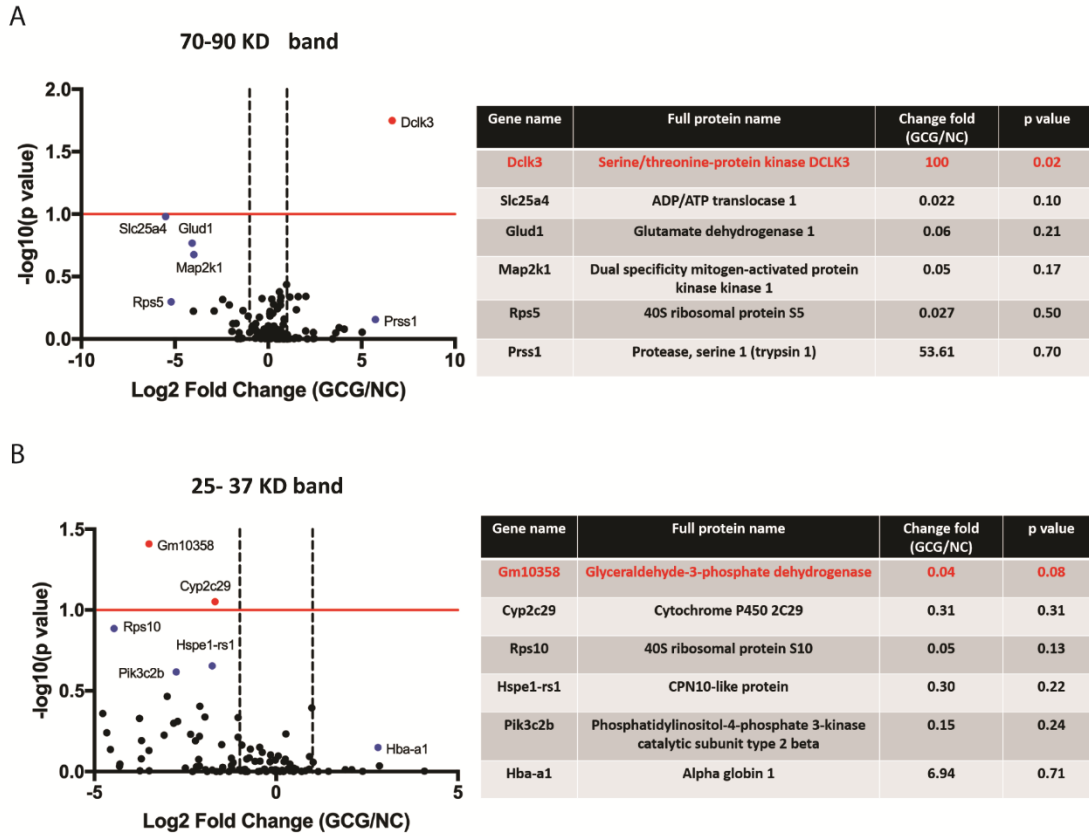 A
70-90 KD band
-log10(p value)
2.0
1.5
1.0
0.5
0.0
Dclk3
Slc25a4
Glud1
Map2k1
Rps5
Prss1
-10
-5
0
5
10
Log2 Fold Change (GCG/NC)
Gene name Full protein name Change fold (GCG/NC) p value
Dclk3 Serine/threonine-protein kinase DCLK3 100 0.02
Slc25a4 ADP/ATP translocase 1 0.022 0.10
Glud1 Glutamate dehydrogenase 1 0.06 0.21
Map2k1 Dual specificity mitogen-activated protein
kinase kinase 1 0.05 0.17
Rps5 40S ribosomal protein S5 0.027 0.50
Prss1 Protease, serine 1 (trypsin 1) 53.61 0.70
B
25- 37 KD band
-log10(p value)
1.5
1.0
0.5
0.0
Gm10358
Cyp2c29
Rps10
Hspe1-rs1
Pik3c2b
Hba-a1
-5
0
5
Log2 Fold Change (GCG/NC)
Gene name Full protein name Change fold (GCG/NC) p value
Gm10358 Glyceraldehyde-3-phosphate dehydrogenase 0.04 0.08
Cyp2c29 Cytochrome P450 2C29 0.31 0.31
Rps10 40S ribosomal protein S10 0.05 0.13
Hspe1-rs1 CPN10-like protein 0.30 0.22
Pik3c2b Phosphatidylinositol-4-phosphate 3-kinase
catalytic subunit type 2 beta 0.15 0.24
Hba-a1 Alpha globin 1 6.94 0.71